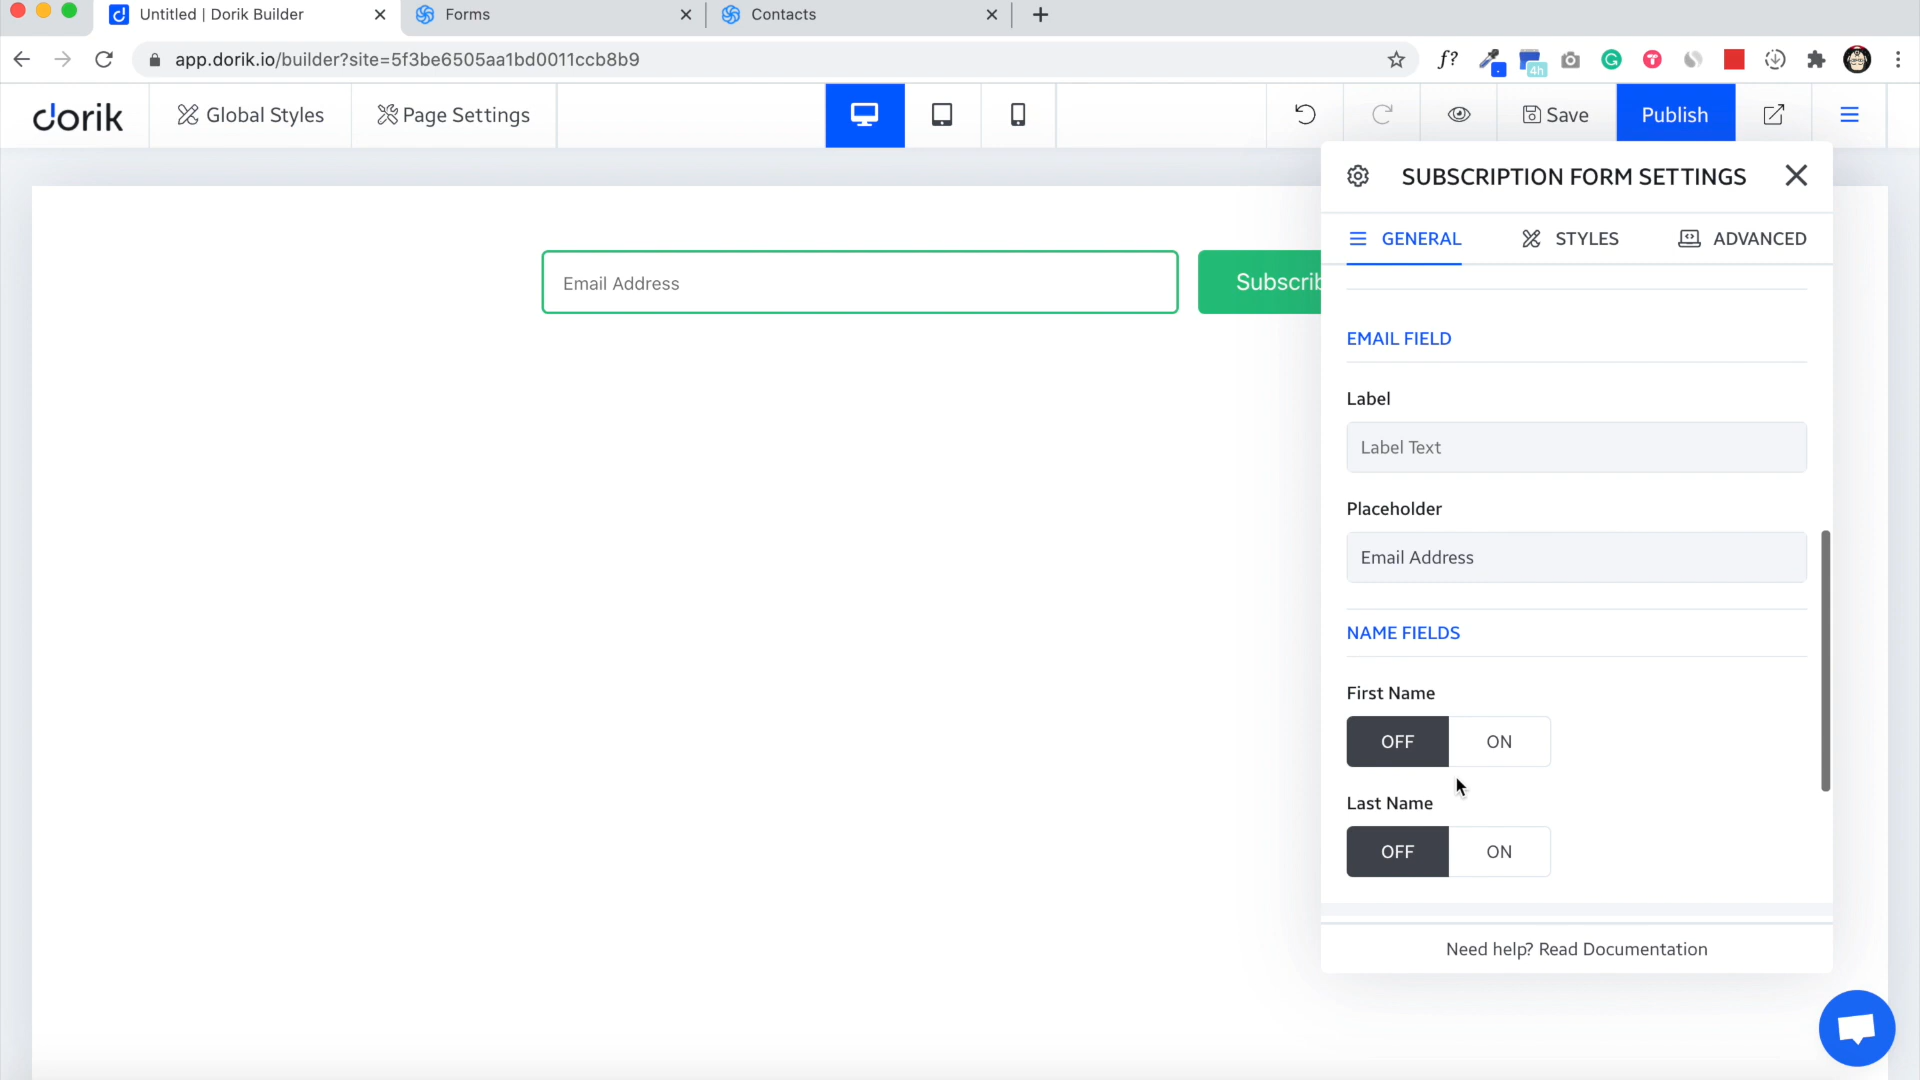 Untitled | Dorik Builder
Forms
Contacts
app.dorik.io/builder?site=5f3be6505aa1bd0011ccb8b9
f?
4h
dorik
Global Styles
Page Settings
Save
Publish
SUBSCRIPTION FORM SETTINGS
GENERAL
STYLES
ADVANCED
Email Address
Subscrib
EMAIL FIELD
Label
Label Text
Placeholder
Email Address
NAME FIELDS
First Name
OFF
ON
Last Name
OFF
ON
Need help? Read Documentation